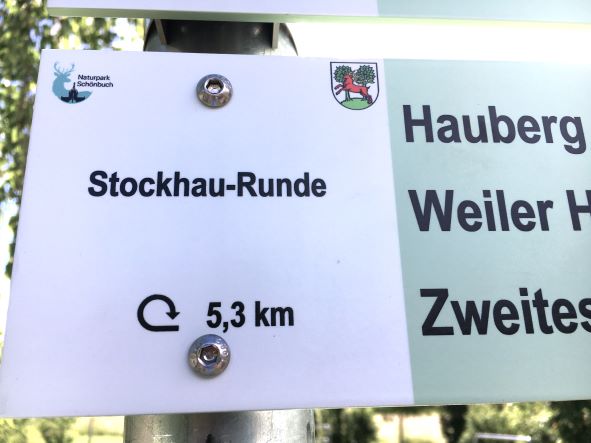 Naturpark
Schönbuch
Stockhau-Runde
5,3 km
Hauberg
Weiler H
Zweites